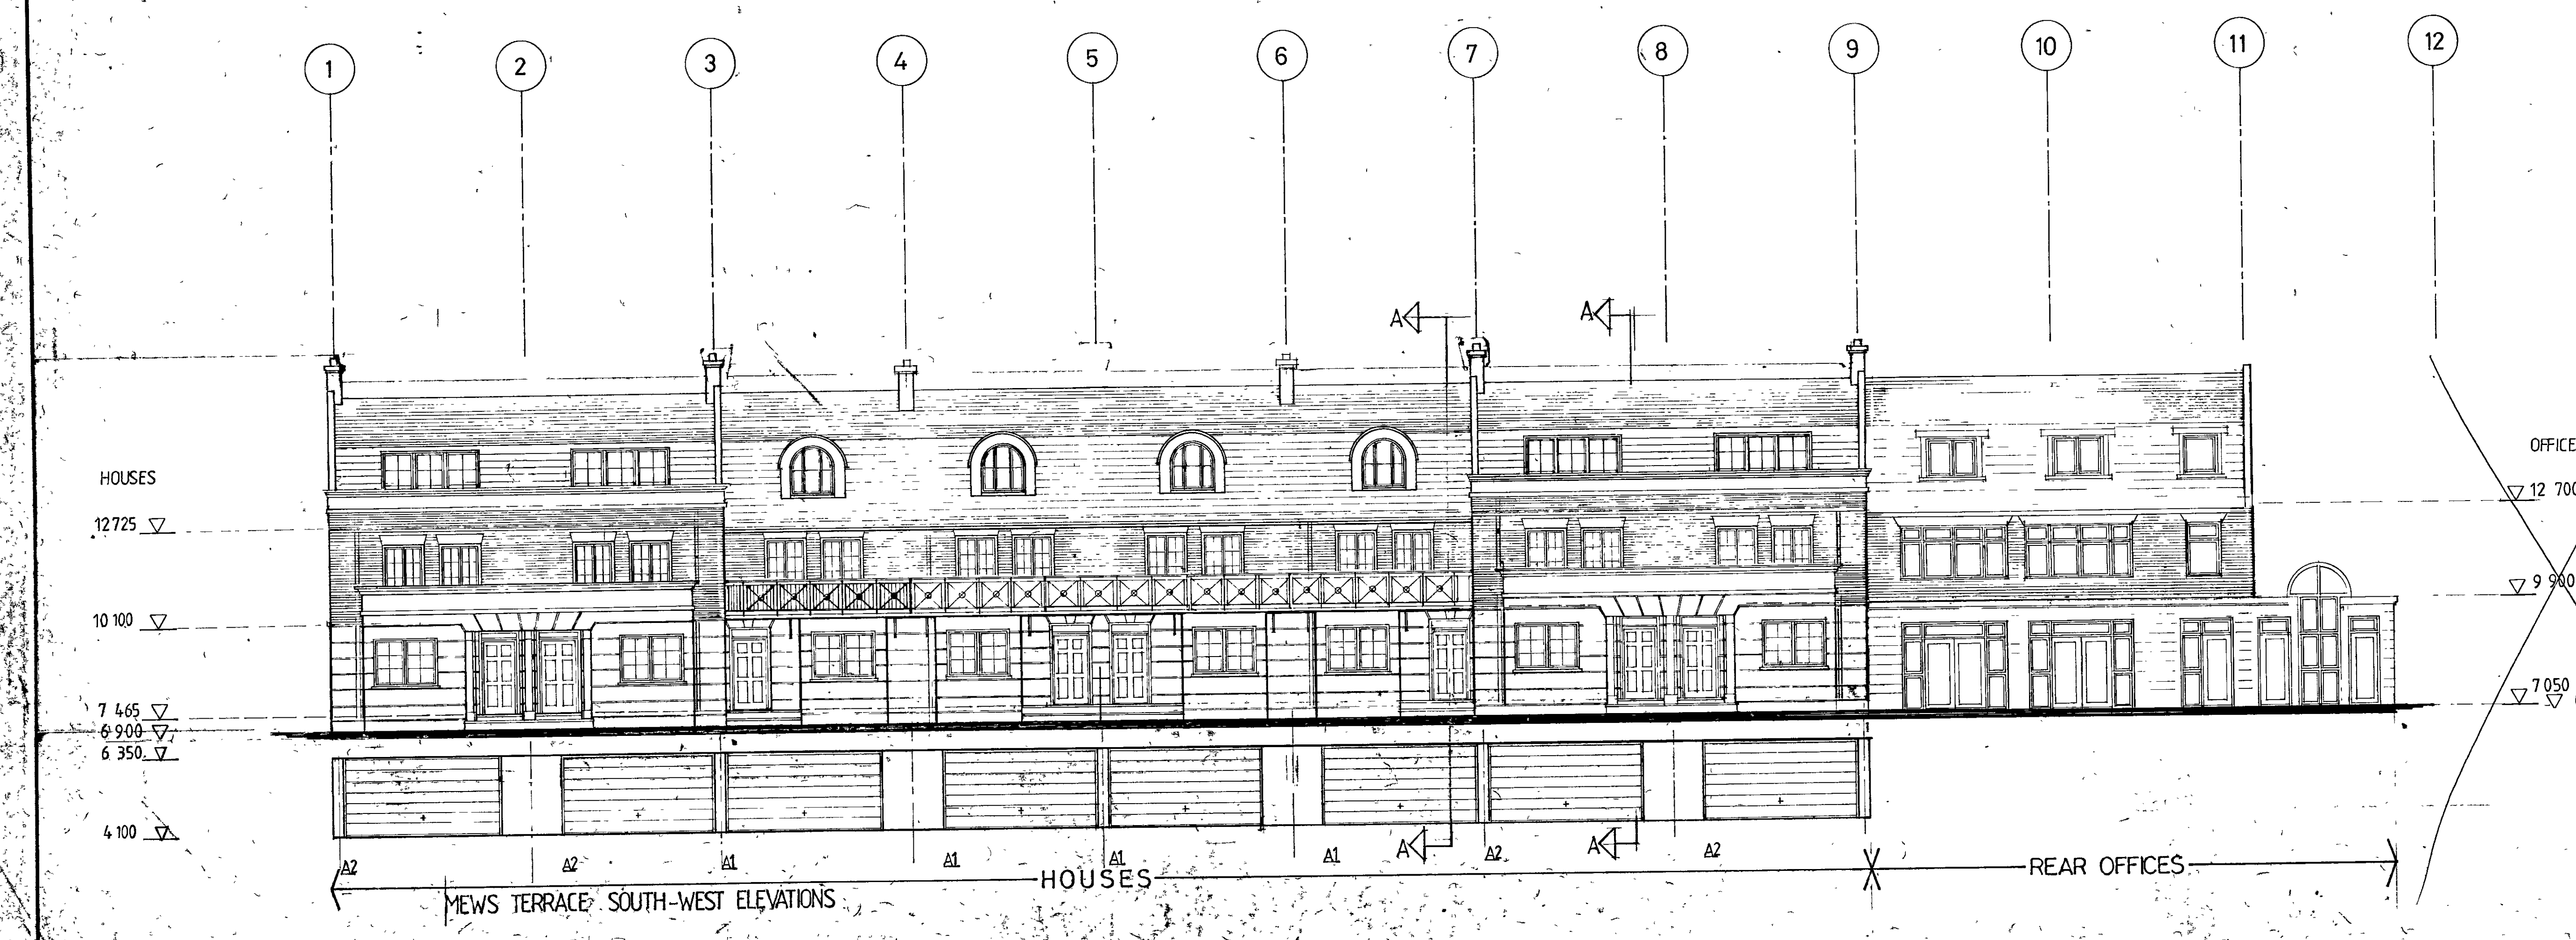 1 2 3 4 5 6 7 8 9 10 11 12
A A
HOUSES
12725
10 100
7 465
6 900
6 350
4 100
OFFICE
12 700
9 900
7 050
A A
A2 A2 A1 A1 A1 A1 A2 A2
HOUSES
REAR OFFICES
MEWS TERRACE SOUTH-WEST ELEVATIONS